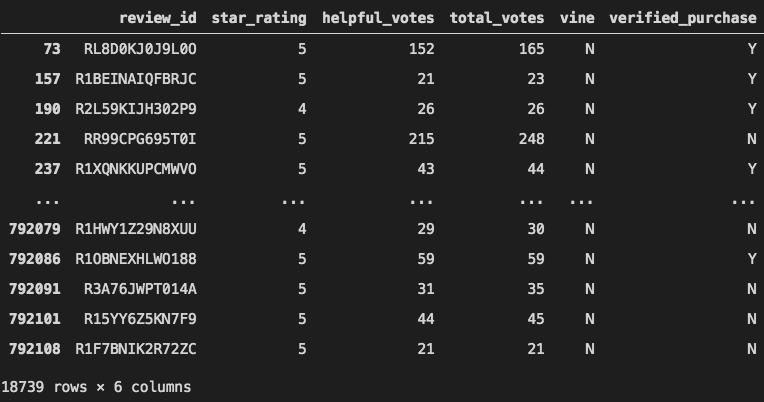 review_id star_rating helpful_votes total_votes vine verified_purchase
73 RL8D0KJ0J9L0O 5 152 165 N Y
157 R1BEINAIQFBRJC 5 21 23 N Y
190 R2L59KIJH302P9 4 26 26 N Y
221 RR99CPG695T0I 5 215 248 N N
237 R1XQNKKUPCMWVO 5 43 44 N Y
... ... ... ... ... ... ...
792079 R1HWY1Z29N8XUU 4 29 30 N N
792086 R1OBNEXHLWO188 5 59 59 N Y
792091 R3A76JWPT014A 5 31 35 N N
792101 R15YY6Z5KN7F9 5 44 45 N N
792108 R1F7BNIK2R72ZC 5 21 21 N N
18739 rows × 6 columns